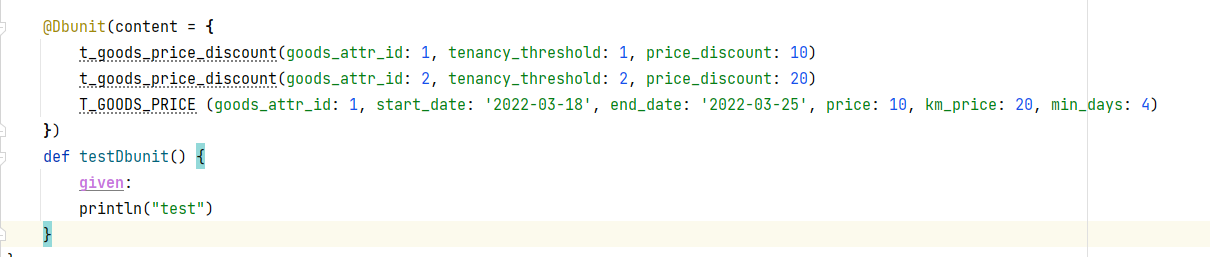 @Dbunit(content = {
t_goods_price_discount(goods_attr_id: 1, tenancy_threshold: 1, price_discount: 10)
t_goods_price_discount(goods_attr_id: 2, tenancy_threshold: 2, price_discount: 20)
T_GOODS_PRICE (goods_attr_id: 1, start_date: '2022-03-18', end_date: '2022-03-25', price: 10, km_price: 20, min_days: 4)
})
def testDbunit() {
given:
println("test")
}